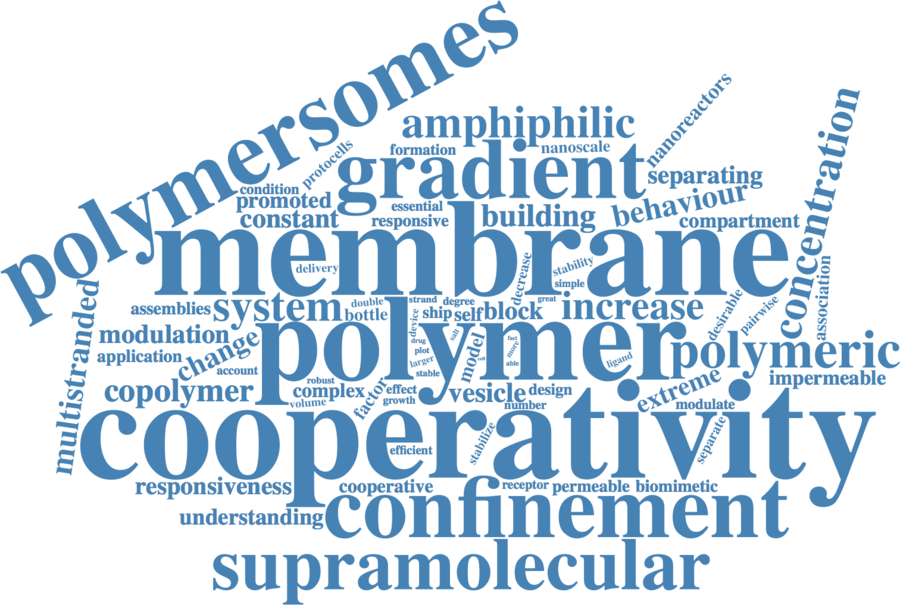 polymersomes
amphiphilic
nanoreactors
formation
nanoscale
protocells
gradient
separating
condition
promoted
essential
behaviour
concentration
constant
responsive
building
compartment
membrane
delivery
decrease
stability
simple
association
multistranded
assemblies
system
double
bottle
strand
degree
ship
self
block
great
increase
desirable
pairwise
modulation
device
salt
drug
polymer
fact
more
application
change
plot
model
cell
able
ligand
polymeric
account
larger
stable
impermeable
robust
copolymer
complex
factor
effect
growth
vesicle
design
extreme
volume
number
modulate
cooperativity
efficient
stabilize
separate
responsiveness
cooperative
receptor
permeable
biomimetic
understanding
confinement
supramolecular